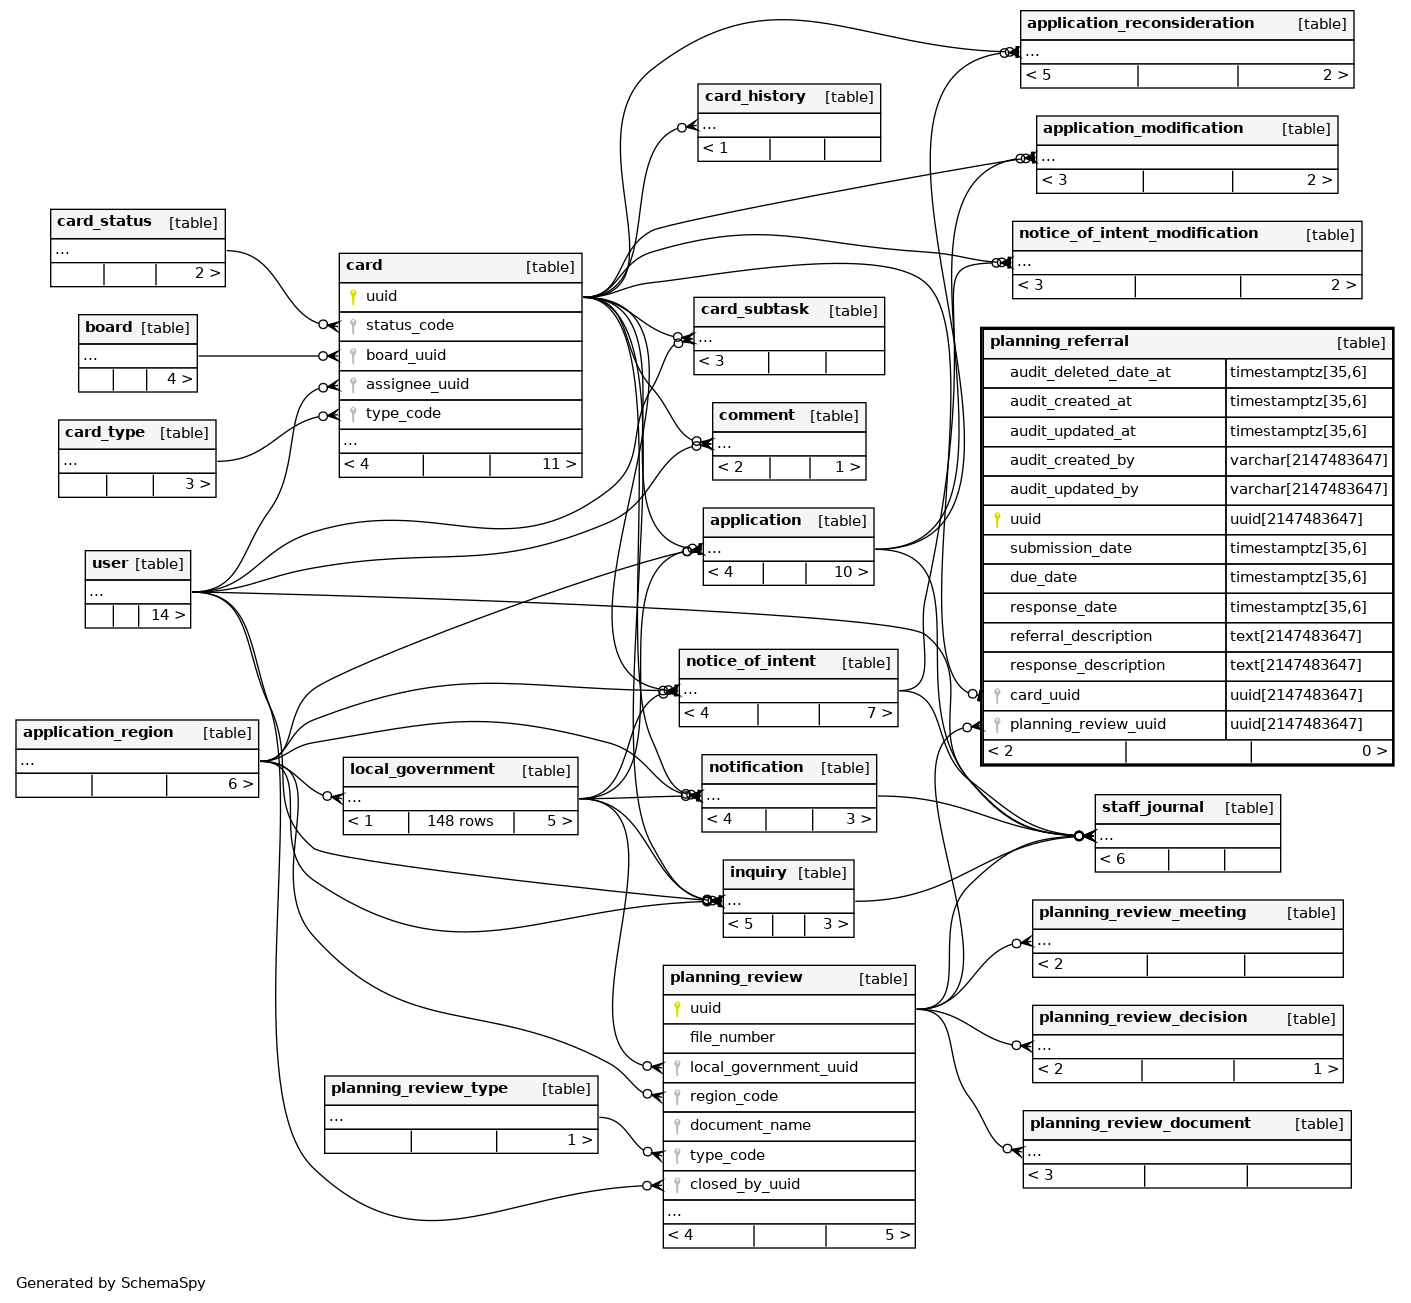 application_reconsideration [table]
...
< 5 2 >
card_history [table]
...
< 1
application_modification [table]
...
< 3 2 >
card_status [table]
...
2 >
notice_of_intent_modification [table]
...
< 3 2 >
card [table]
uuid
status_code
board_uuid
assignee_uuid
type_code
...
< 4 11 >
board [table]
...
4 >
card_subtask [table]
...
< 3
card_type [table]
...
3 >
comment [table]
...
< 2 1 >
application [table]
...
< 4 10 >
planning_referral [table]
audit_deleted_date_at timestamptz[35,6]
audit_created_at timestamptz[35,6]
audit_updated_at timestamptz[35,6]
audit_created_by varchar[2147483647]
audit_updated_by varchar[2147483647]
uuid uuid[2147483647]
submission_date timestamptz[35,6]
due_date timestamptz[35,6]
response_date timestamptz[35,6]
referral_description text[2147483647]
response_description text[2147483647]
card_uuid uuid[2147483647]
planning_review_uuid uuid[2147483647]
< 2 0 >
user [table]
...
14 >
notice_of_intent [table]
...
< 4 7 >
application_region [table]
...
6 >
local_government [table]
...
< 1 148 rows 5 >
notification [table]
...
< 4 3 >
staff_journal [table]
...
< 6
inquiry [table]
...
< 5 3 >
planning_review_meeting [table]
...
< 2
planning_review [table]
uuid
file_number
local_government_uuid
region_code
document_name
type_code
closed_by_uuid
...
< 4 5 >
planning_review_decision [table]
...
< 2 1 >
planning_review_type [table]
...
1 >
planning_review_document [table]
...
< 3
Generated by SchemaSpy